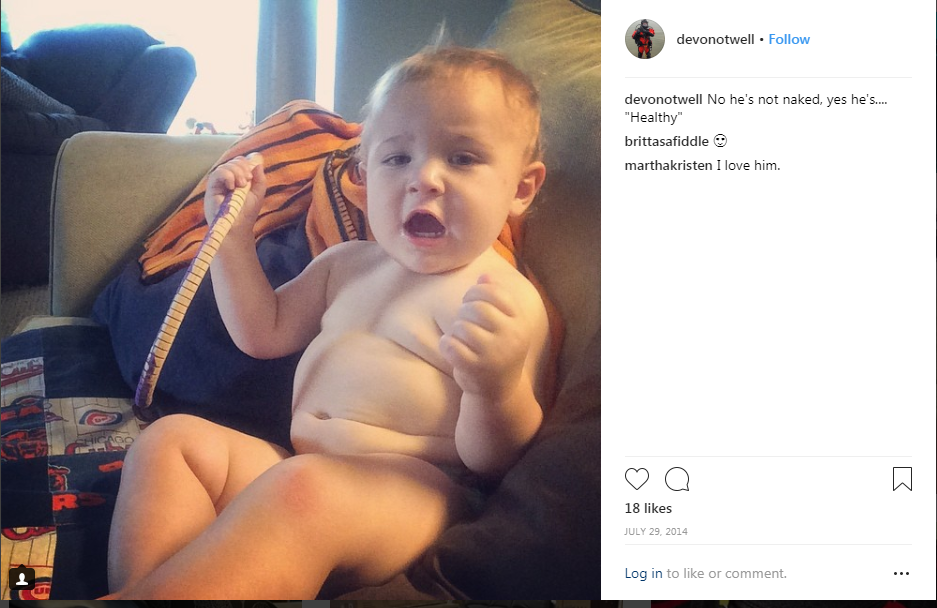 devonotwell • Follow
devonotwell No he's not naked, yes he's....
"Healthy"
brittasafiddle
marthakristen I love him.
CHICAGO
18 likes
JULY 29, 2014
Log in to like or comment.